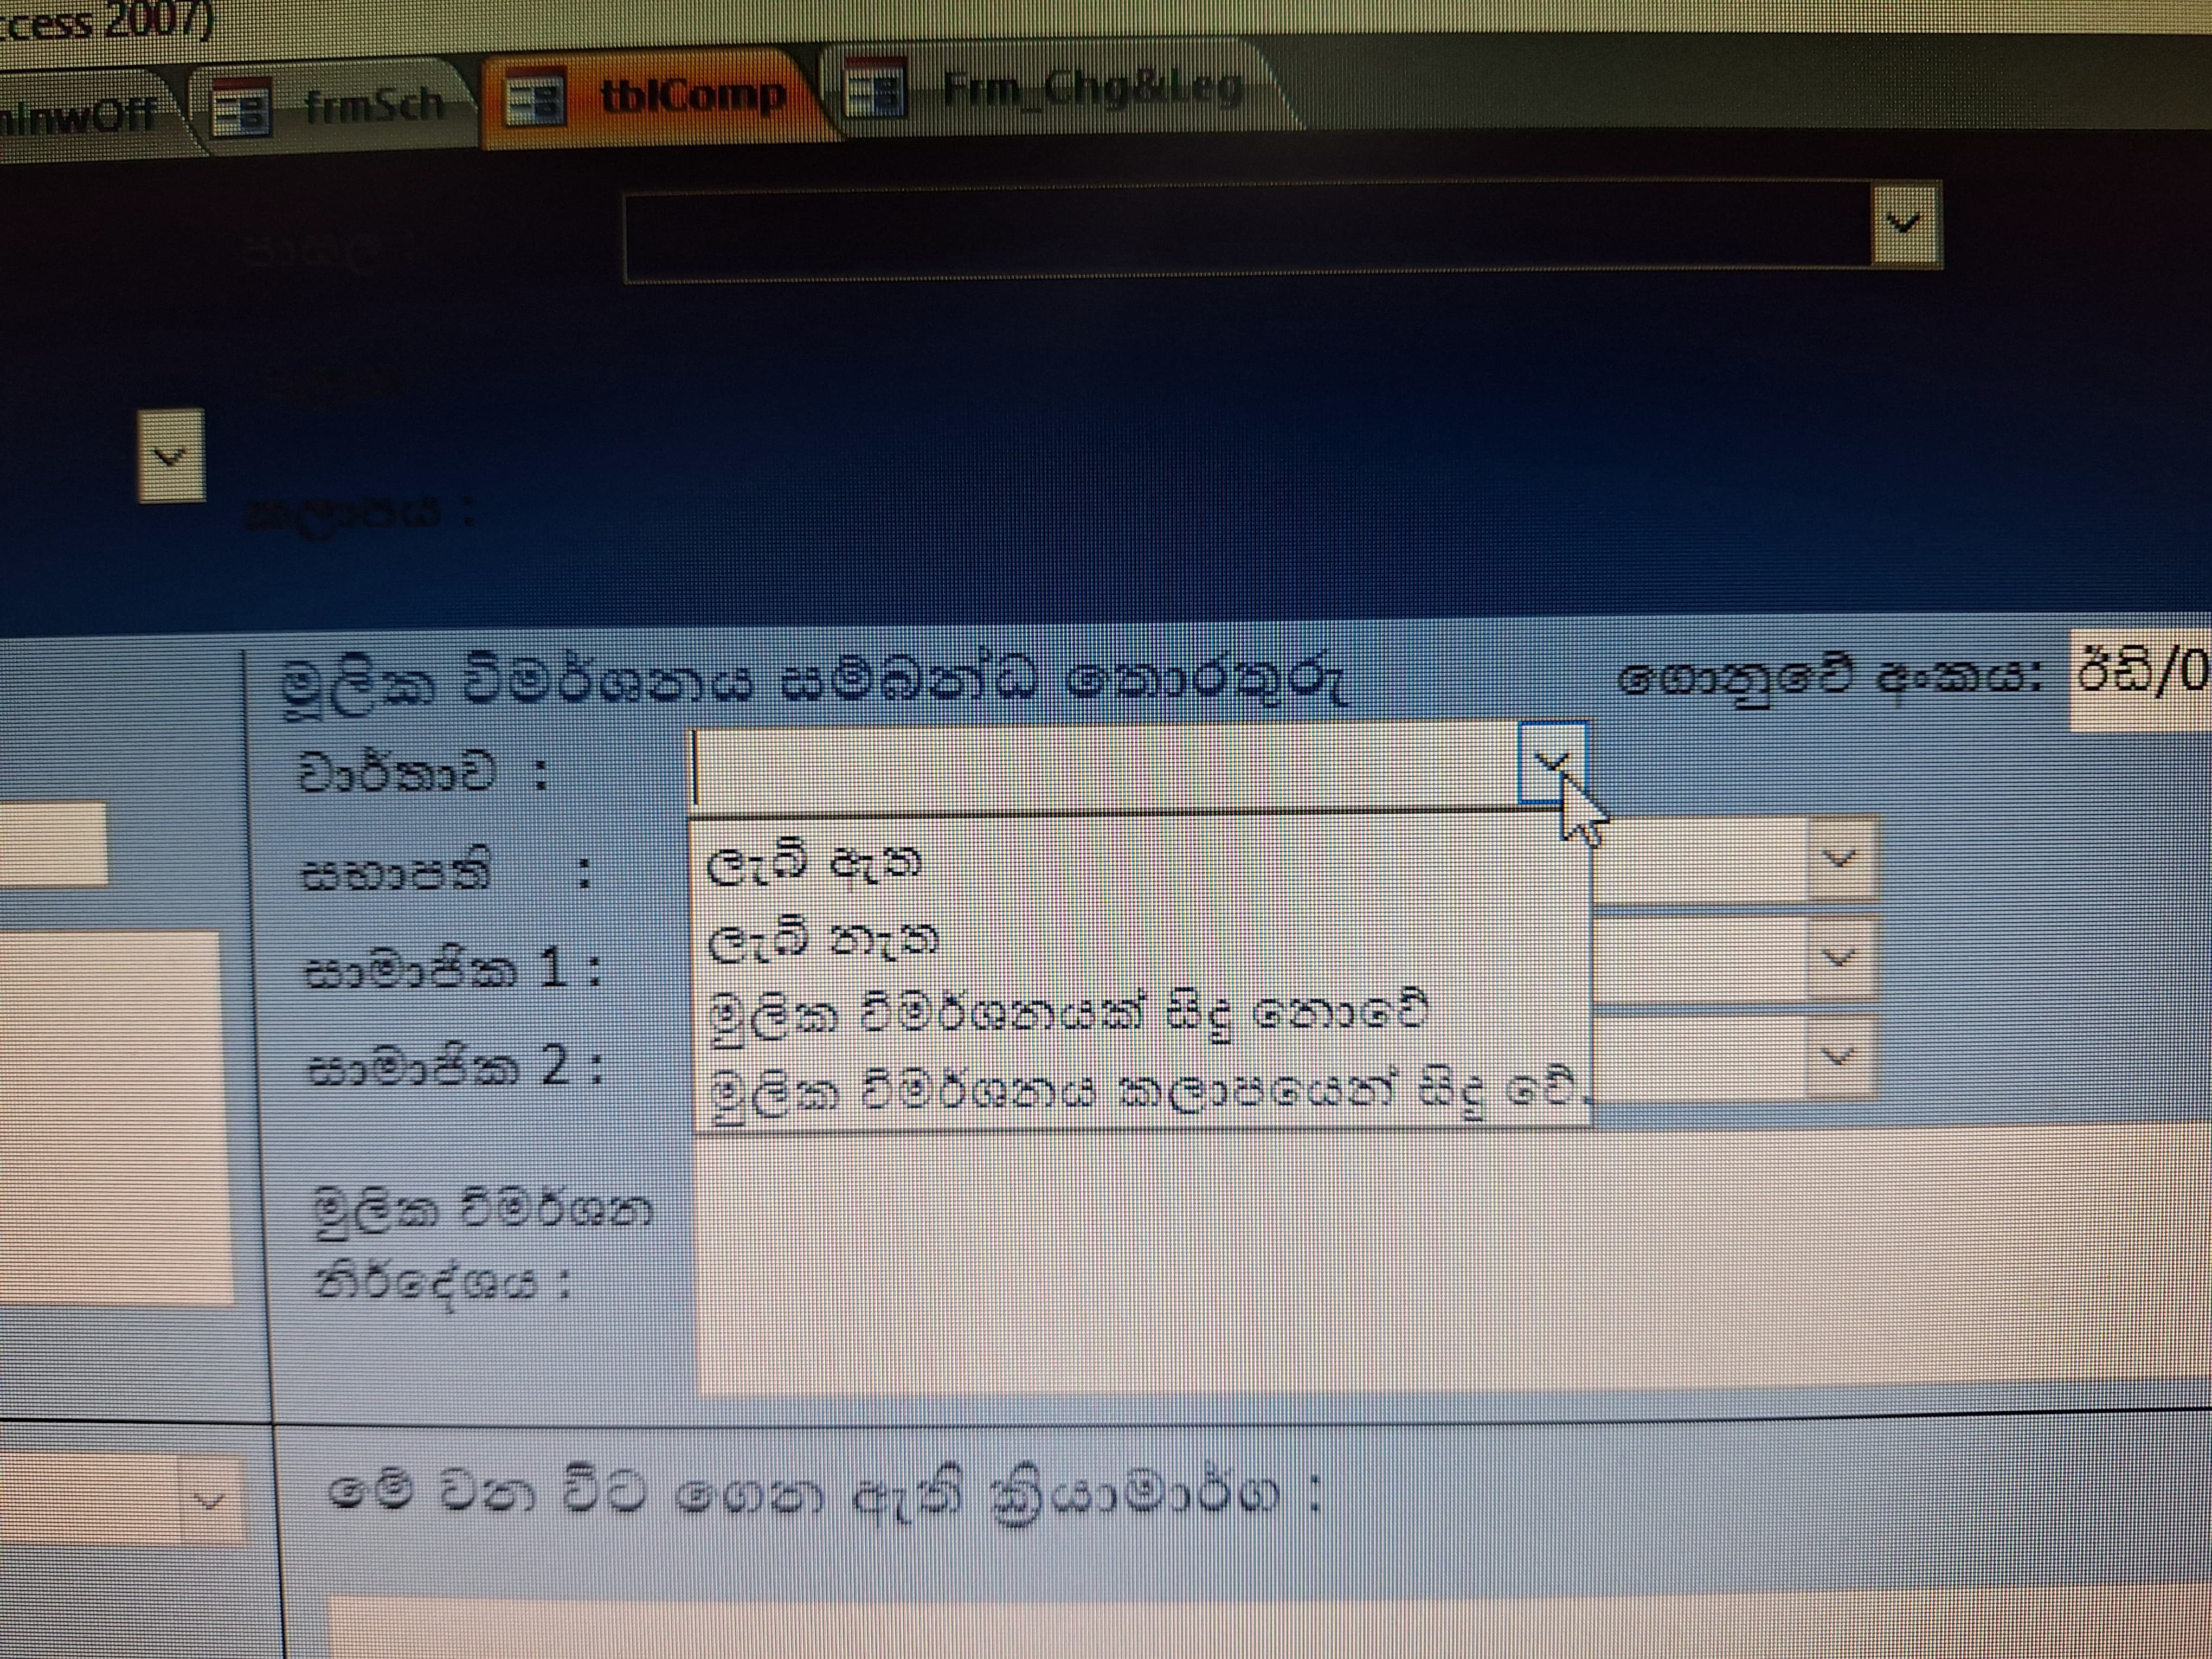 ccess 2007)
nInwOff frmSch tblComp Frm_Chg&Leg
පාසල :
කලාපය :
මූලික විමර්ශනය සම්බන්ධ තොරතුරු ගොනුවේ අංකය: ඊඩී/0
වාර්තාව :
ලැබී ඇත
සභාපති :
ලැබී නැත
සාමාජික 1 :
මූලික විමර්ශනයක් සිදු නොවේ
සාමාජික 2 :
මූලික විමර්ශනය කලාපයෙන් සිදු වේ.
මූලික විමර්ශන
නිර්දේශය :
මේ වන විට ගෙන ඇති ක්‍රියාමාර්ග :